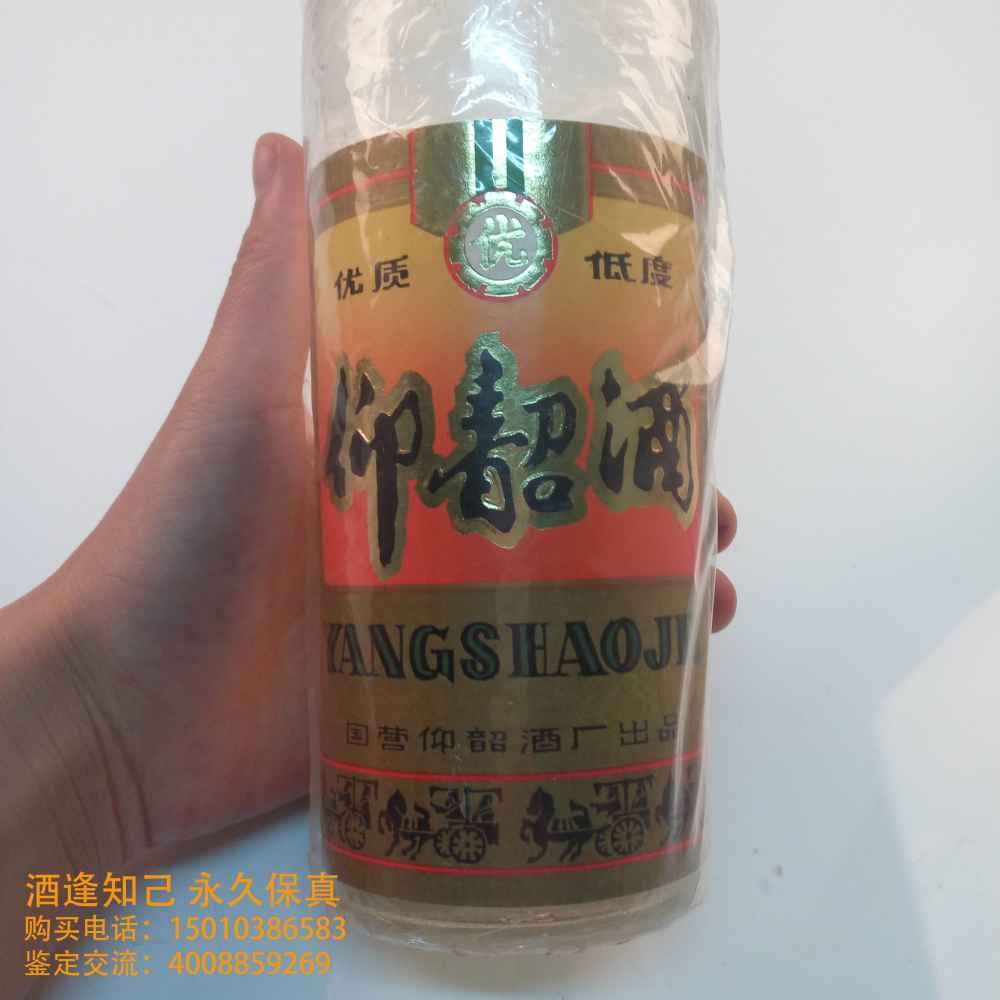 优
优质 低度
仰韶酒
YANGSHAOJI
国营仰韶酒厂出品
酒逢知己 永久保真
购买电话：15010386583
鉴定交流：4008859269